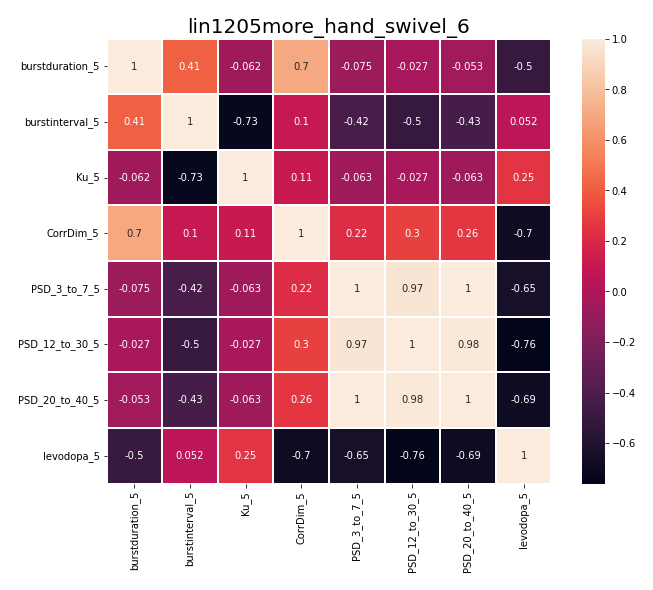 lin1205more_hand_swivel_6
burstduration_5 1 0.41 -0.062 0.7 -0.075 -0.027 -0.053 -0.5
burstinterval_5 0.41 1 -0.73 0.1 -0.42 -0.5 -0.43 0.052
Ku_5 -0.062 -0.73 1 0.11 -0.063 -0.027 -0.063 0.25
CorrDim_5 0.7 0.1 0.11 1 0.22 0.3 0.26 -0.7
PSD_3_to_7_5 -0.075 -0.42 -0.063 0.22 1 0.97 1 -0.65
PSD_12_to_30_5 -0.027 -0.5 -0.027 0.3 0.97 1 0.98 -0.76
PSD_20_to_40_5 -0.053 -0.43 -0.063 0.26 1 0.98 1 -0.69
levodopa_5 -0.5 0.052 0.25 -0.7 -0.65 -0.76 -0.69 1
burstduration_5
burstinterval_5
Ku_5
CorrDim_5
PSD_3_to_7_5
PSD_12_to_30_5
PSD_20_to_40_5
levodopa_5
1.0
0.8
0.6
0.4
0.2
0.0
−0.2
−0.4
−0.6